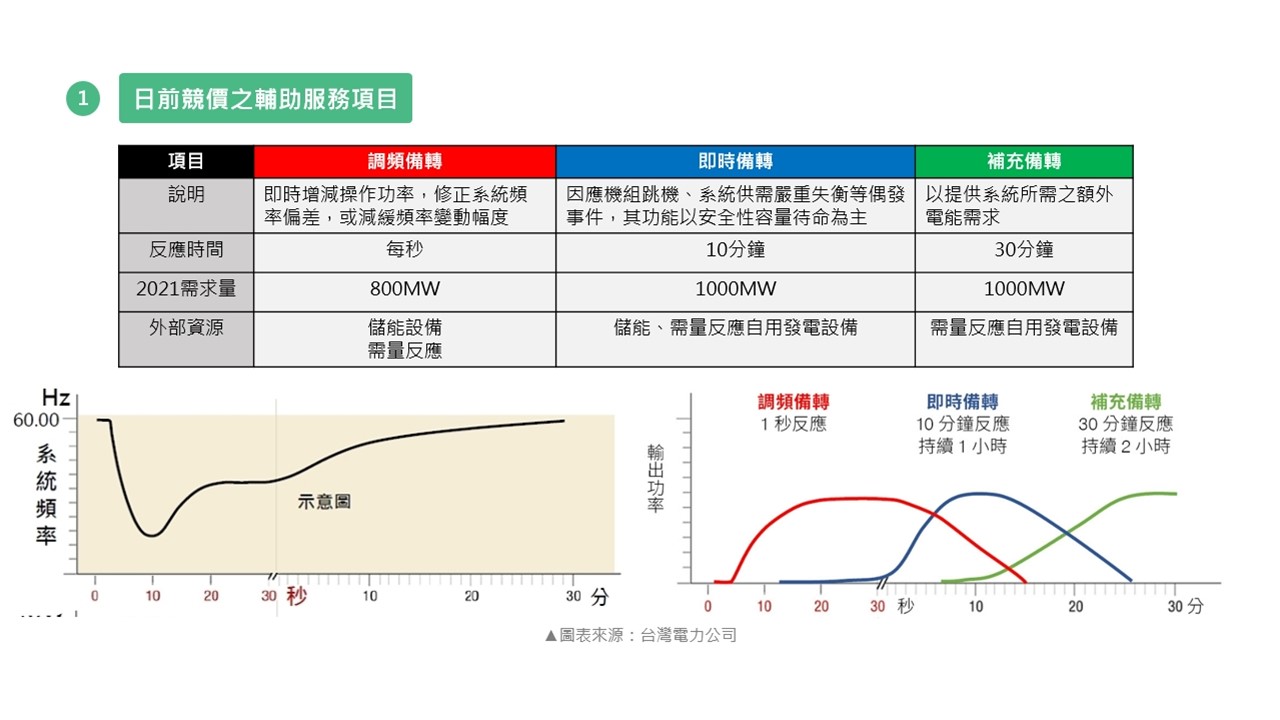 1 日前競價之輔助服務項目
項目 調頻備轉 即時備轉 補充備轉
說明 即時增減操作功率，修正系統頻率偏差，或減緩頻率變動幅度 因應機組跳機、系統供需嚴重失衡等偶發事件，其功能以安全性容量待命為主 以提供系統所需之額外電能需求
反應時間 每秒 10分鐘 30分鐘
2021需求量 800MW 1000MW 1000MW
外部資源 儲能設備 需量反應 儲能、需量反應自用發電設備 需量反應自用發電設備
Hz
60.00
系統頻率
示意圖
0 10 20 30 秒 10 20 30 分
調頻備轉
1 秒反應
即時備轉
10 分鐘反應
持續 1 小時
補充備轉
30 分鐘反應
持續 2 小時
輸出功率
0 10 20 30 秒 10 20 30 分
▲圖表來源：台灣電力公司